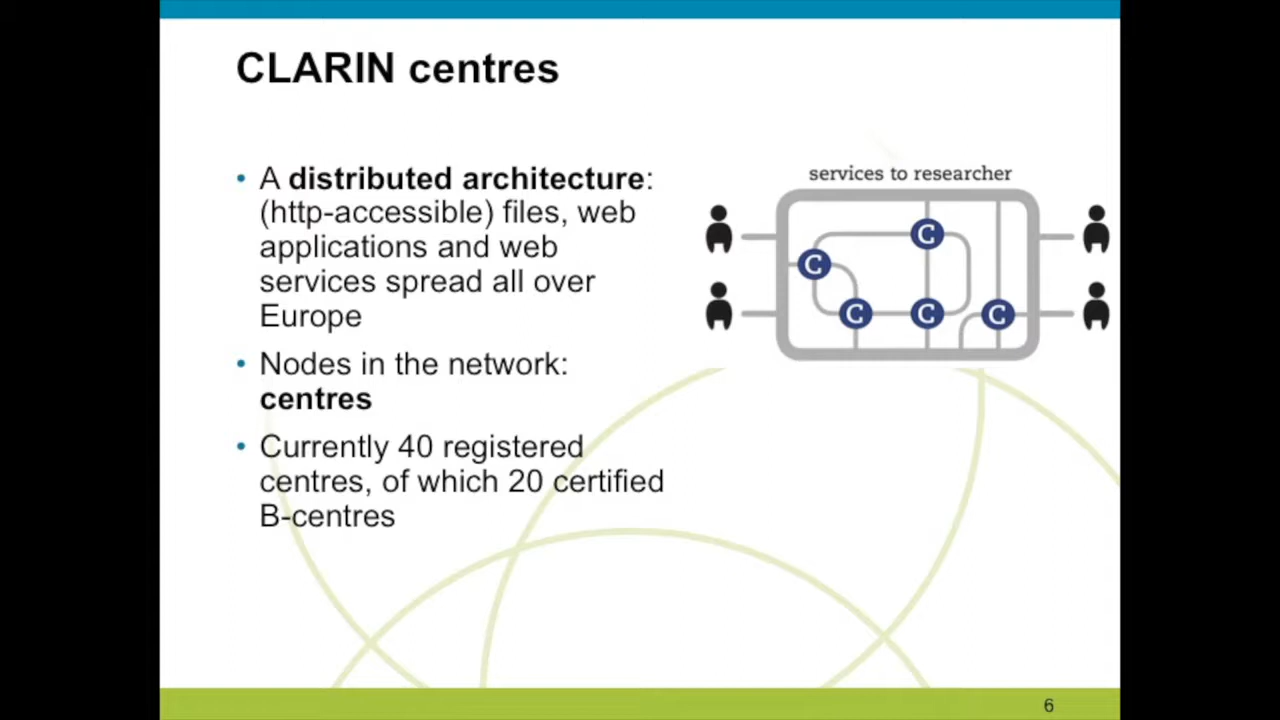 CLARIN centres
• A distributed architecture:
(http-accessible) files, web
applications and web
services spread all over
Europe
• Nodes in the network:
centres
• Currently 40 registered
centres, of which 20 certified
B-centres
services to researcher
C
C
C
C
C
6